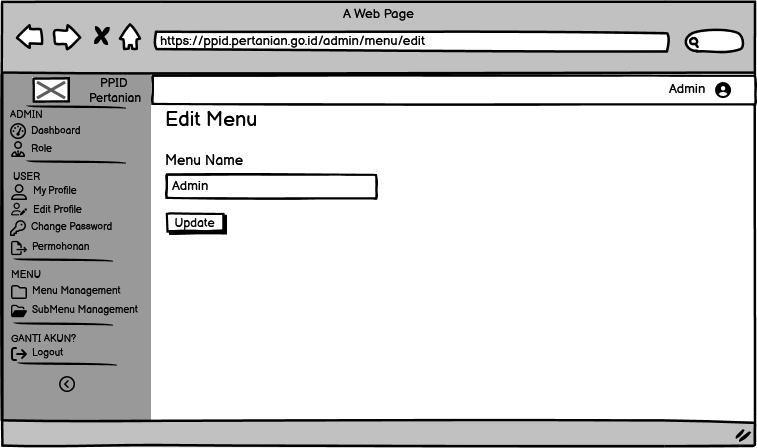 A Web Page
https://ppid.pertanian.go.id/admin/menu/edit
PPID
Pertanian
Admin
ADMIN
Dashboard
Role
USER
My Profile
Edit Profile
Change Password
Permohonan
MENU
Menu Management
SubMenu Management
GANTI AKUN?
Logout
Edit Menu
Menu Name
Admin
Update